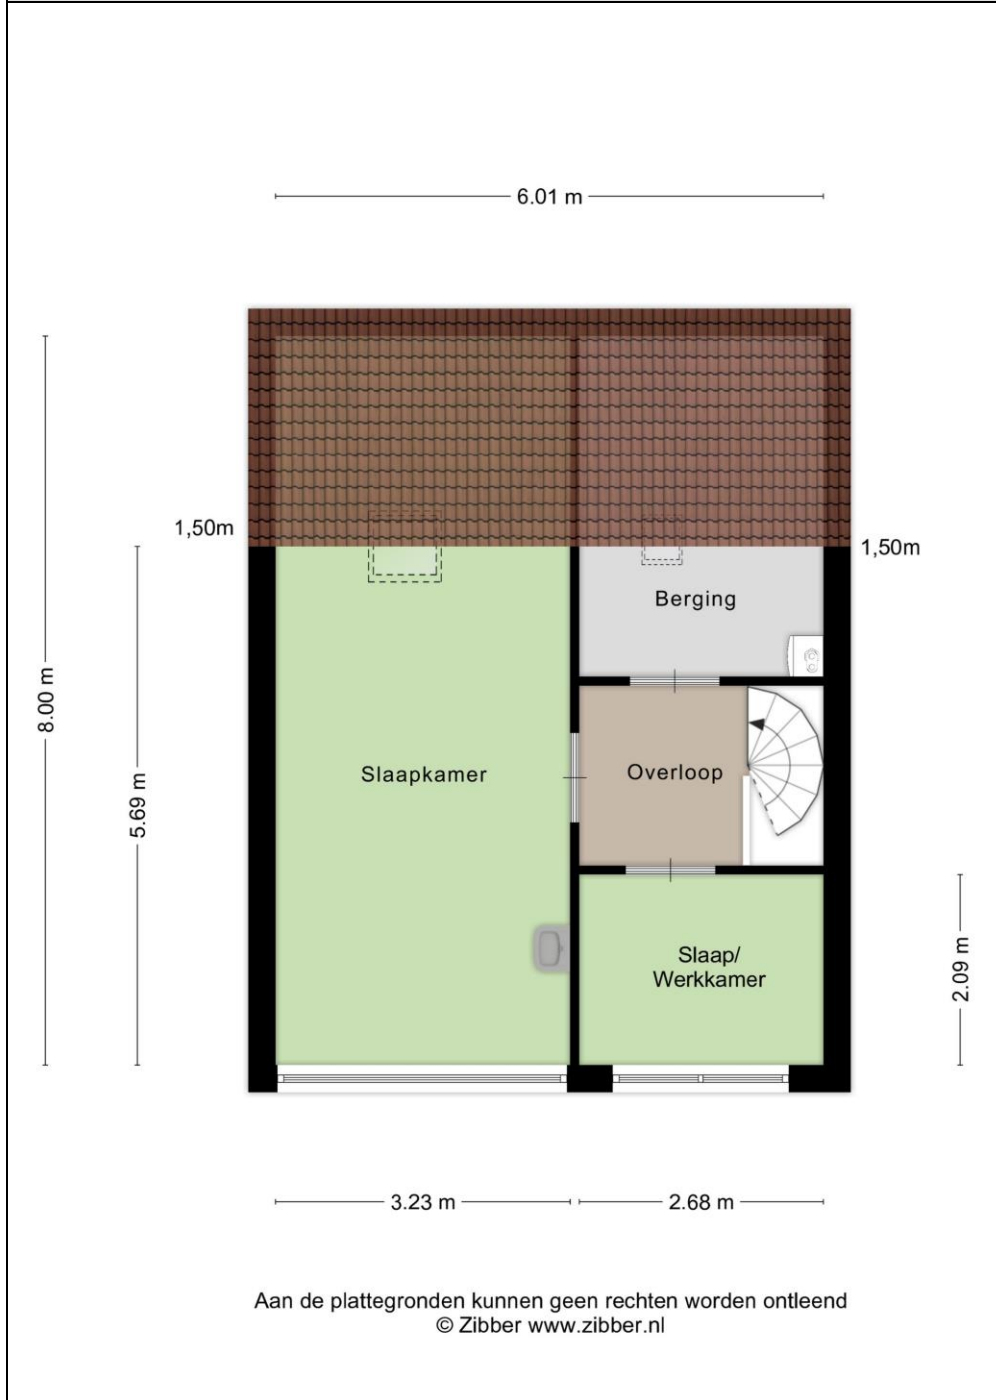 6.01 m
1,50m
1,50m
Berging
8.00 m
5.69 m
Slaapkamer
Overloop
Slaap/
Werkkamer
2.09 m
3.23 m
2.68 m
Aan de plattegronden kunnen geen rechten worden ontleend
© Zibber www.zibber.nl